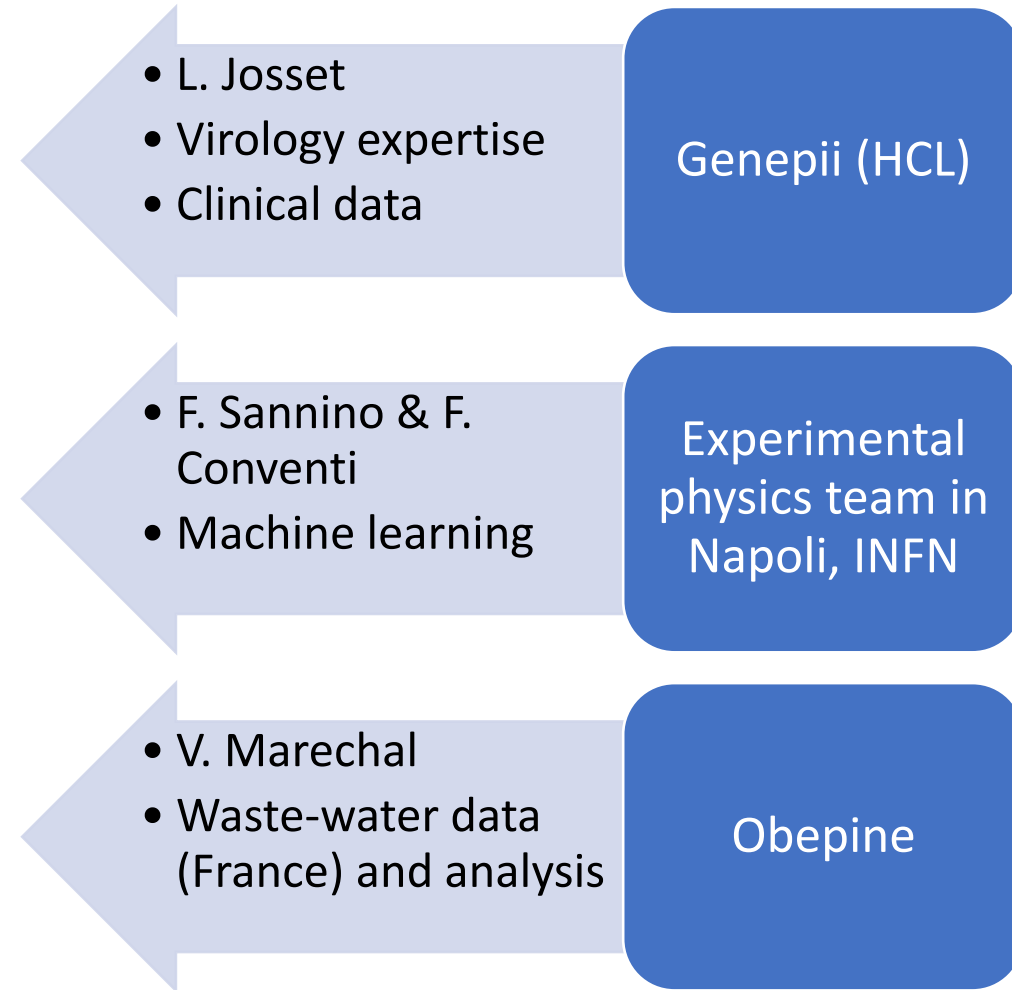 • L. Josset
• Virology expertise
• Clinical data
Genepii (HCL)
• F. Sannino & F.
Conventi
• Machine learning
Experimental
physics team in
Napoli, INFN
• V. Marechal
• Waste-water data
(France) and analysis
Obepine